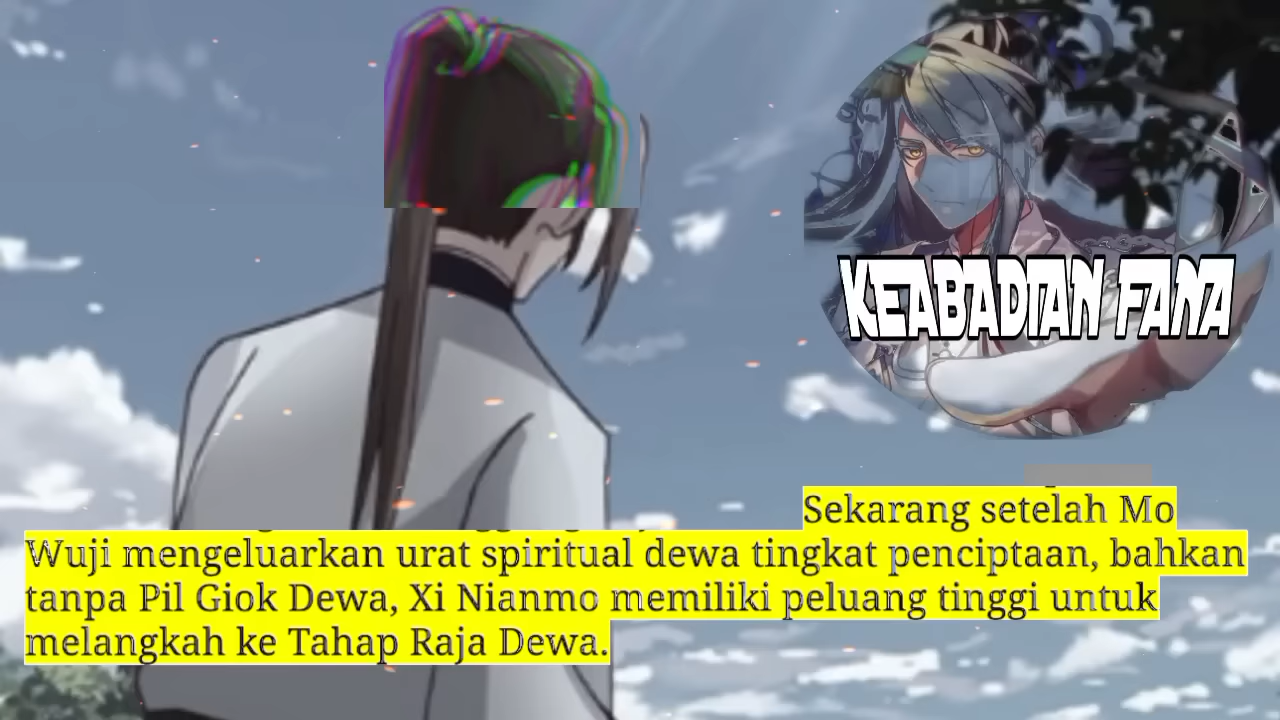 KEABADIAN FANA
Sekarang setelah Mo
Wuji mengeluarkan urat spiritual dewa tingkat penciptaan, bahkan
tanpa Pil Giok Dewa, Xi Nianmo memiliki peluang tinggi untuk
melangkah ke Tahap Raja Dewa.